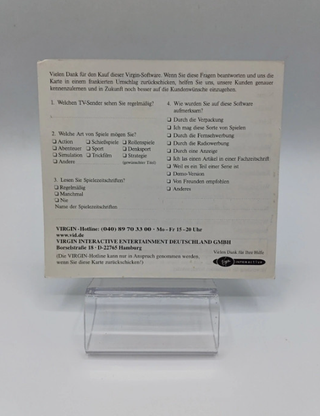 Vielen Dank für den Kauf dieser Virgin-Software. Wenn Sie diese Fragen beantworten und uns die
Karte in einem frankierten Umschlag zurückschicken, helfen Sie uns, unsere Kunden genauer
kennenzulernen und in Zukunft noch besser auf die Kundenwünsche einzugehen.
1. Welchen TV-Sender sehen Sie regelmäßig?
2. Welche Art von Spiele mögen Sie?
Action
Schießspiele
Rollenspiele
Abenteuer
Sport
Denksport
Simulation
Trickfilm
Strategie
Anders
3. Lesen Sie Spielezeitschriften?
Regelmäßig
Manchmal
Nie
Name der Spielezeitschriften
4. Wie wurden Sie auf diese Software
aufmerksam?
Durch die Verpackung
Ich mag diese Sorte von Spielen
Durch die Fernsehwerbung
Durch die Radiowerbung
Durch eine Anzeige
Ich las einen Artikel in einer Fachzeitschrift
Weil es ein Teil einer Serie ist
Demo-Version
Von Freunden empfohlen
Anderes
VIRGIN-Hotline: (040) 89 70 33 00 · Mo - Fr 15 - 20 Uhr
www.vid.de
VIRGIN INTERACTIVE ENTERTAINMENT DEUTSCHLAND GMBH
Borselstraße 18 · D-22765 Hamburg
(Die VIRGIN-Hotline kann nur in Anspruch genommen werden,
wenn Sie diese Karte zurückschicken!)
Vielen Dank für Ihre Hilfe
Virgin